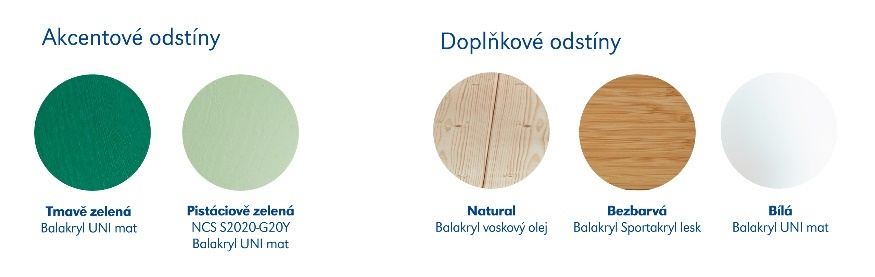 Akcentové odstíny
Tmavě zelená
Balakryl UNI mat
Pistáciově zelená
NCS S2020-G20Y
Balakryl UNI mat
Doplňkové odstíny
Natural
Balakryl voskový olej
Bezbarvá
Balakryl Sportakryl lesk
Bílá
Balakryl UNI mat